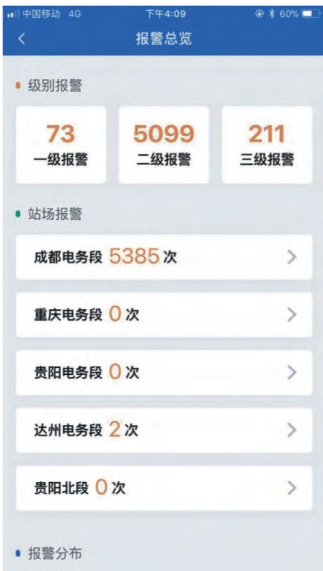 中国移动 4G 下午4:09 60%
报警总览
级别报警
73 5099 211
一级报警 二级报警 三级报警
站场报警
成都电务段 5385 次
重庆电务段 0 次
贵阳电务段 0 次
达州电务段 2 次
贵阳北段 0 次
报警分布